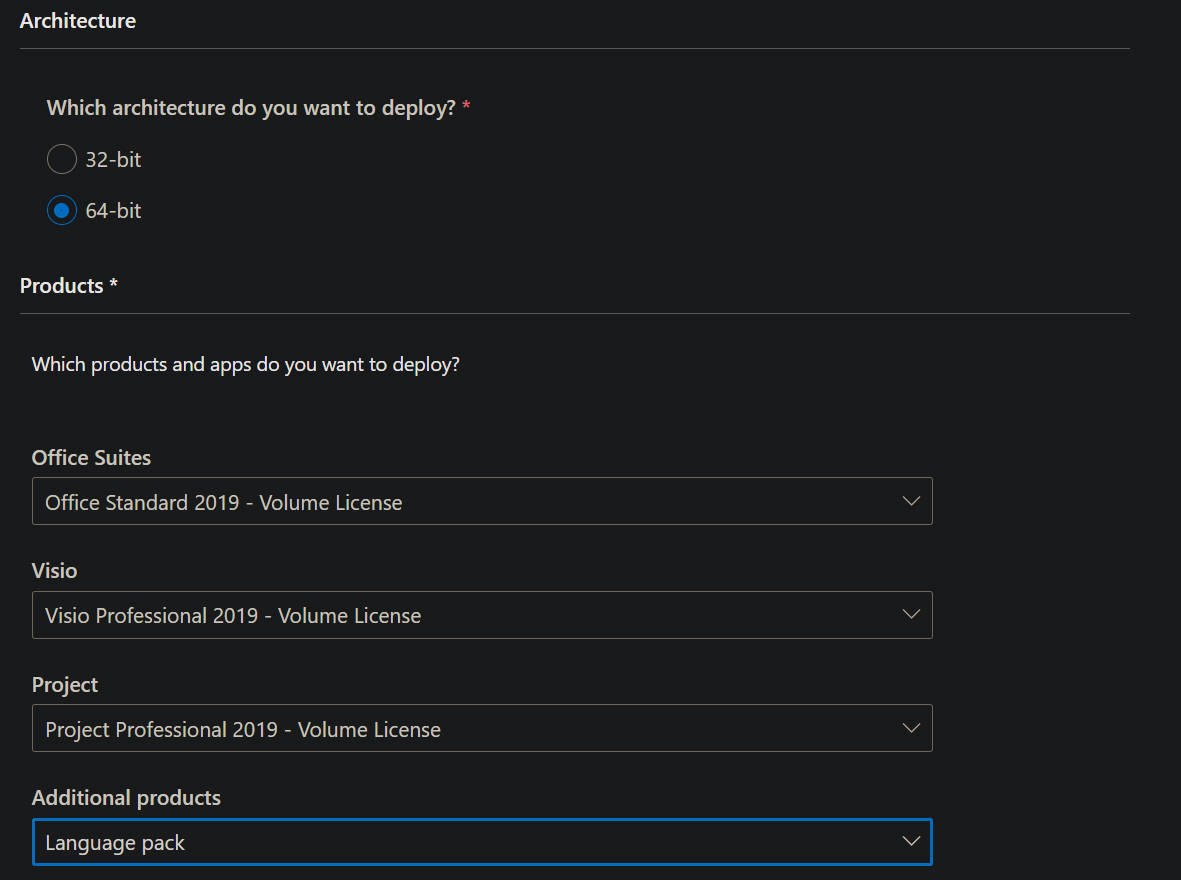 Architecture
Which architecture do you want to deploy? *
32-bit
64-bit
Products *
Which products and apps do you want to deploy?
Office Suites
Office Standard 2019 - Volume License
Visio
Visio Professional 2019 - Volume License
Project
Project Professional 2019 - Volume License
Additional products
Language pack